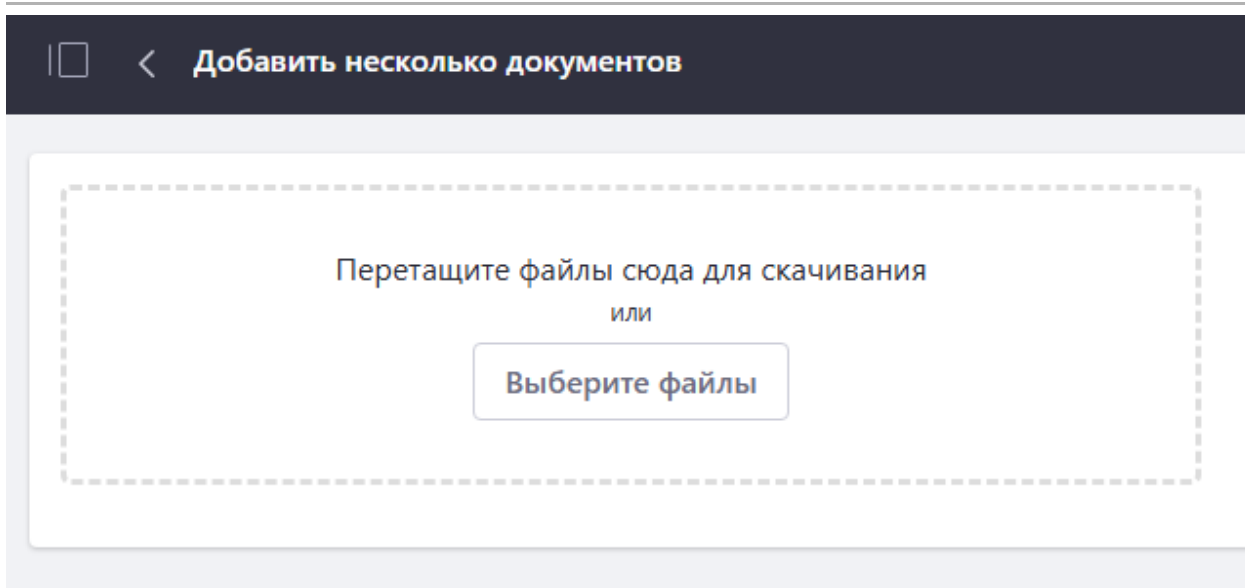 Добавить несколько документов
Перетащите файлы сюда для скачивания
или
Выберите файлы